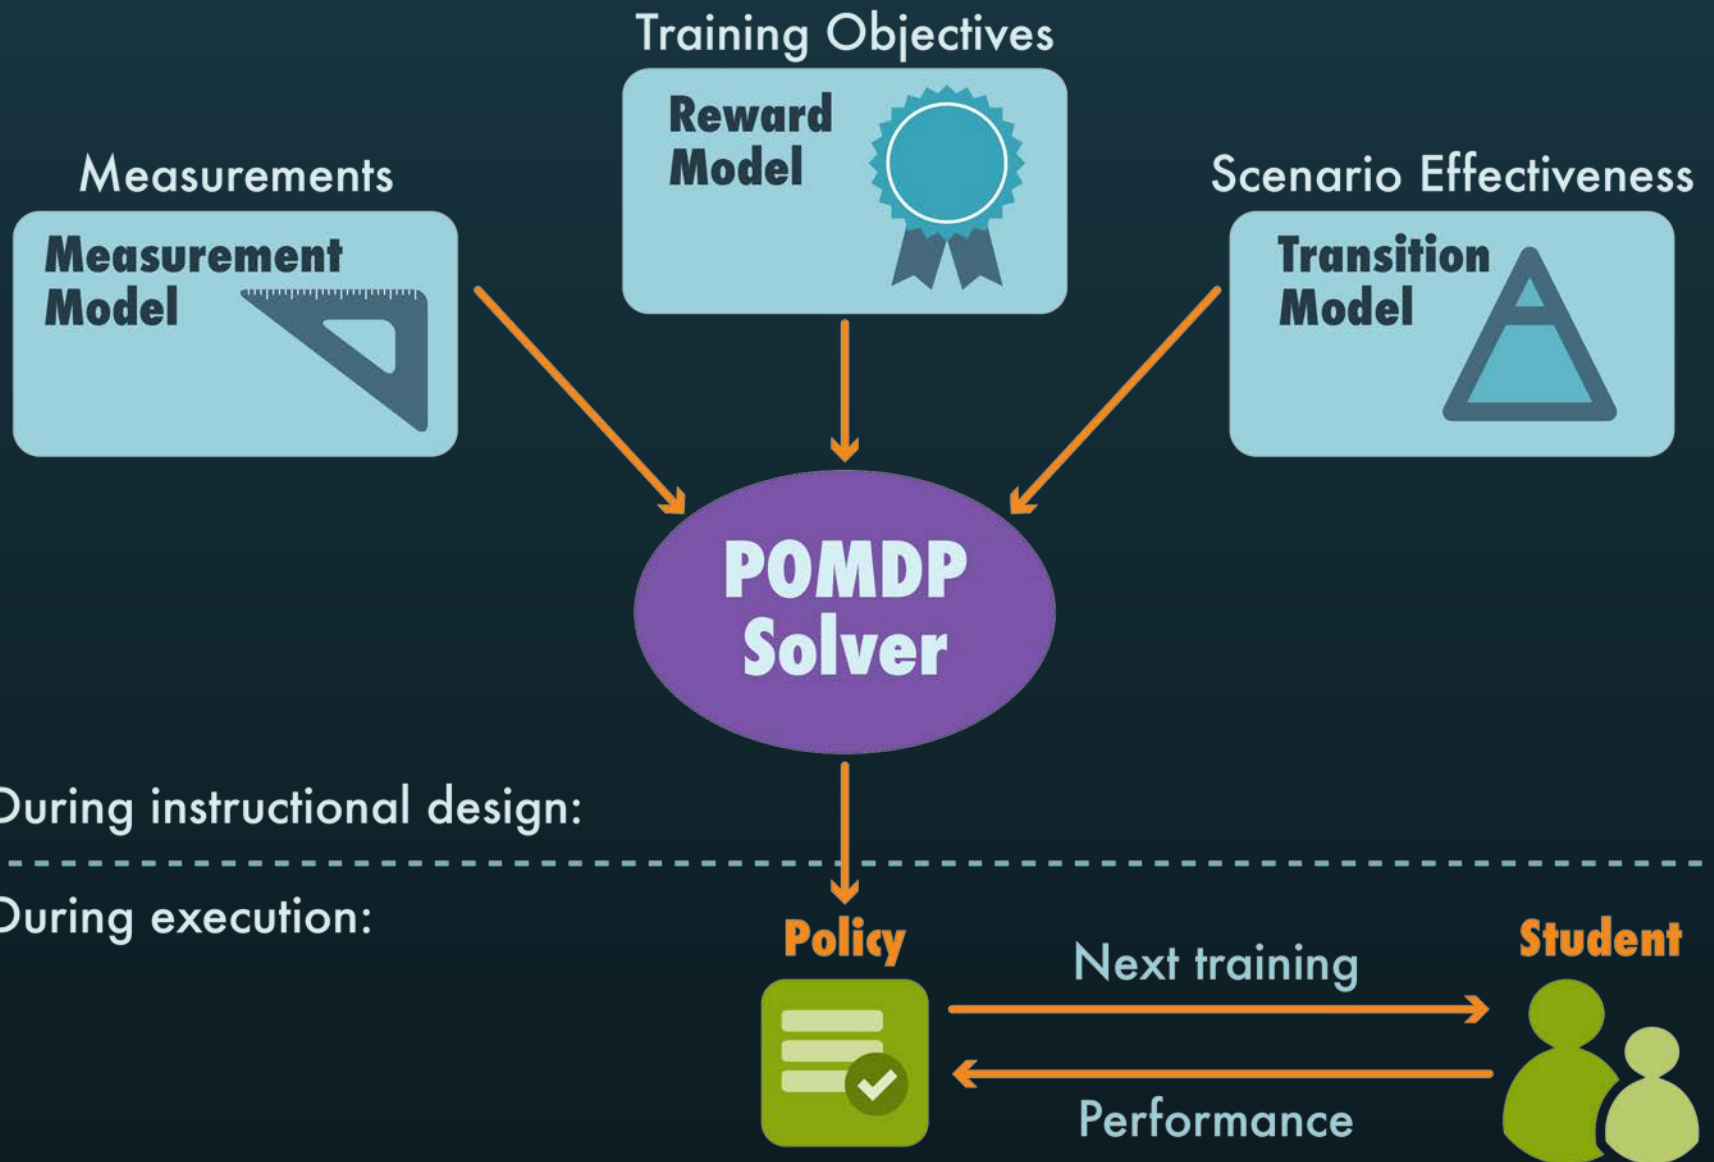 Training Objectives
Reward
Model
Measurements
Measurement
Model
Scenario Effectiveness
Transition
Model
POMDP
Solver
During instructional design:
During execution:
Policy
Next training
Student
Performance